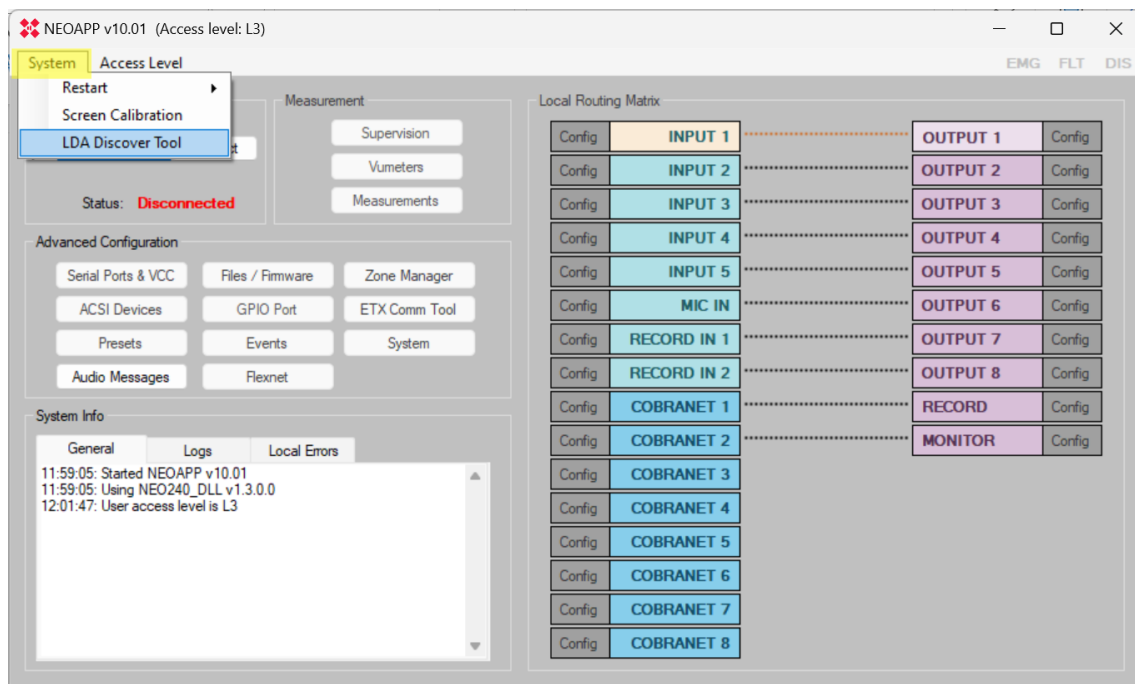 NEOAPP v10.01 (Access level: L3)
System Access Level
EMG FLT DIS
Restart
Screen Calibration
LDA Discover Tool
Status: Disconnected
Measurement
Supervision
Vumeters
Measurements
Advanced Configuration
Serial Ports & VCC Files / Firmware Zone Manager
ACSI Devices GPIO Port ETX Comm Tool
Presets Events System
Audio Messages Flexnet
System Info
General Logs Local Errors
11:59:05: Started NEOAPP v10.01
11:59:05: Using NEO240_DLL v1.3.0.0
12:01:47: User access level is L3
Local Routing Matrix
Config INPUT 1 OUTPUT 1 Config
Config INPUT 2 OUTPUT 2 Config
Config INPUT 3 OUTPUT 3 Config
Config INPUT 4 OUTPUT 4 Config
Config INPUT 5 OUTPUT 5 Config
Config MIC IN OUTPUT 6 Config
Config RECORD IN 1 OUTPUT 7 Config
Config RECORD IN 2 OUTPUT 8 Config
Config COBRANET 1 RECORD Config
Config COBRANET 2 MONITOR Config
Config COBRANET 3
Config COBRANET 4
Config COBRANET 5
Config COBRANET 6
Config COBRANET 7
Config COBRANET 8